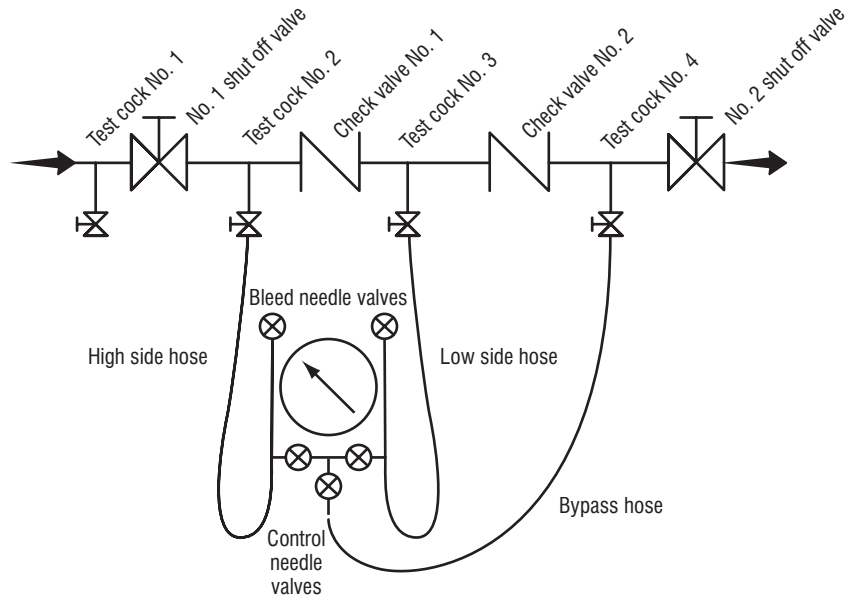 Test cock No. 1
No. 1 shut off valve
Test cock No. 2
Check valve No. 1
Test cock No. 3
Check valve No. 2
Test cock No. 4
No. 2 shut off valve
Bleed needle valves
High side hose
Low side hose
Bypass hose
Control
needle
valves